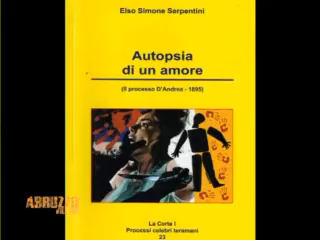 Elso Simone Serpentini
Autopsia
di un amore
(Il processo D'Andrea - 1895)
La Corte !
Processi celebri teramani
23